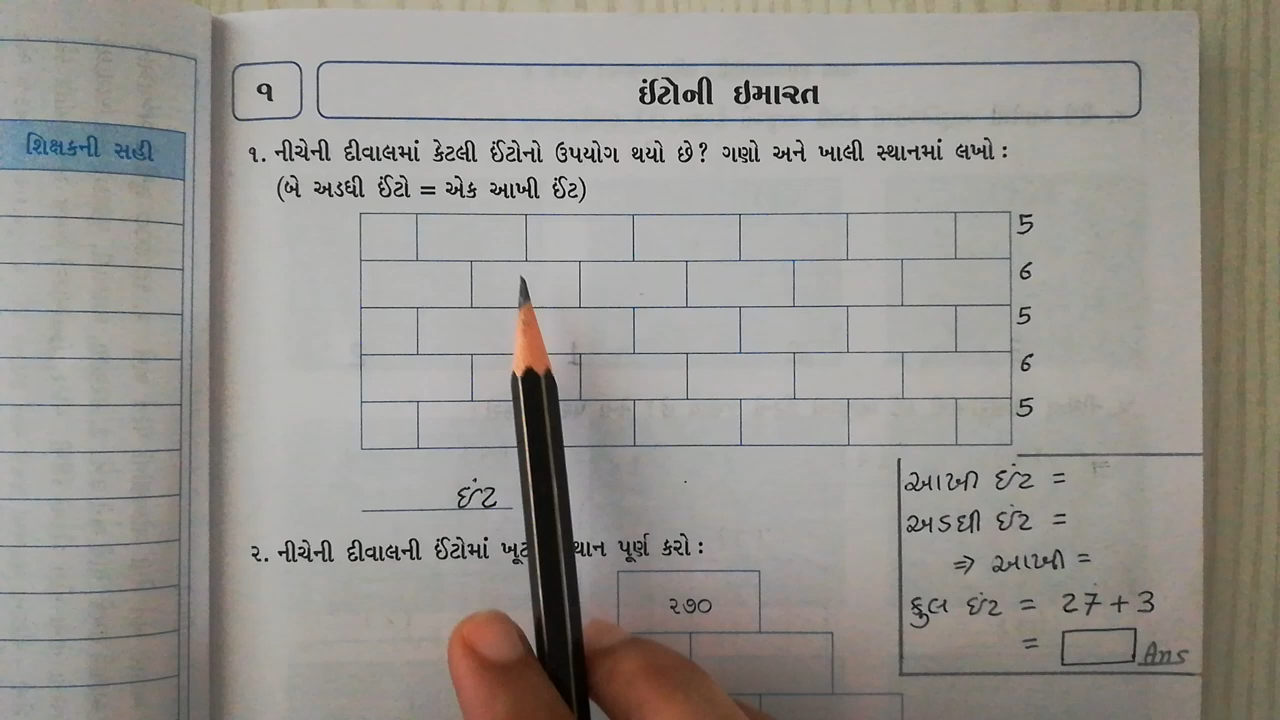 શિક્ષકની સહી
૧
ઈંટોની ઇમારત
૧. નીચેની દીવાલમાં કેટલી ઈંટોનો ઉપયોગ થયો છે? ગણો અને ખાલી સ્થાનમાં લખો :
(બે અડધી ઈંટો = એક આખી ઈંટ)
5
6
5
6
5
ઇંટ
આખી ઇંટ =
અડધી ઇંટ =
⇒ આખી =
કુલ ઇંટ = 27 + 3
= Ans
૨. નીચેની દીવાલની ઈંટોમાં પૂર્ણ કરો :
૨૭૦